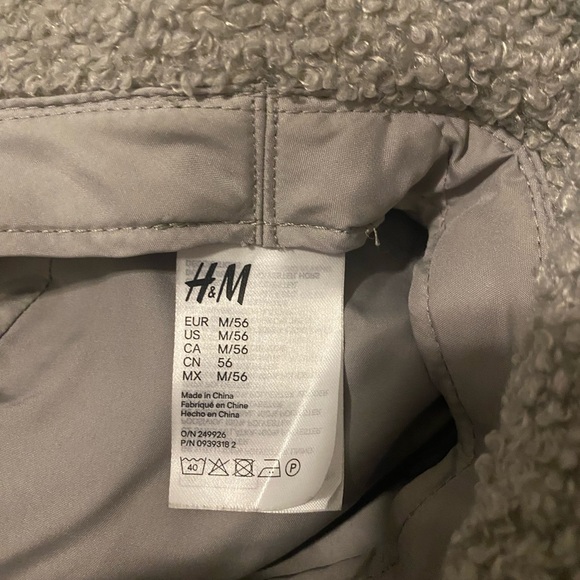 H&M
EUR M/56
US M/56
CA M/56
CN 56
MX M/56
Made in China
Fabriqué en Chine
Hecho en China
O/N 249926
P/N 0939318 2
40
P